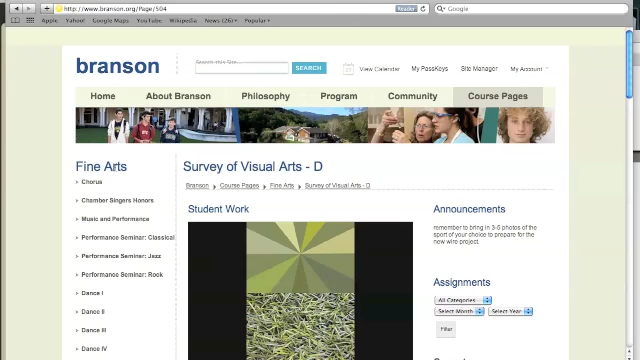 http://www.branson.org/Page/504
Reader
Google
Apple Yahoo! Google Maps YouTube Wikipedia News (26) Popular
branson
Search this Site...
SEARCH
View Calendar
My PassKeys
Site Manager
My Account
Home About Branson Philosophy Program Community Course Pages
Fine Arts
Chorus
Chamber Singers Honors
Music and Performance
Performance Seminar: Classical
Performance Seminar: Jazz
Performance Seminar: Rock
Dance I
Dance II
Dance III
Dance IV
Survey of Visual Arts - D
Branson Course Pages Fine Arts Survey of Visual Arts - D
Student Work
Announcements
remember to bring in 3-5 photos of the
sport of your choice to prepare for the
new wire project.
Assignments
All Categories
Select Month Select Year
Filter